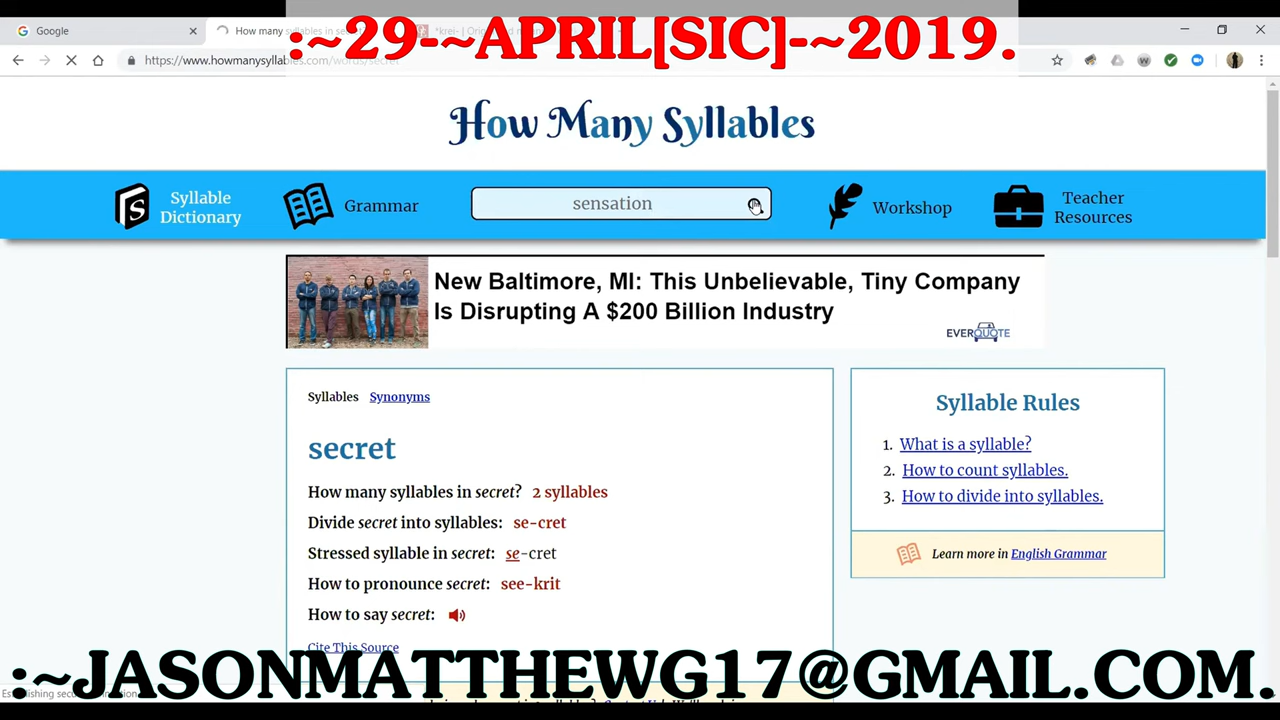 :~29-~APRIL[SIC]-~2019.
Google
How many syllables in secret
*krei- | Ori
https://www.howmanysyllables.com/words/secret
How Many Syllables
Syllable
Dictionary
Grammar
sensation
Workshop
Teacher
Resources
New Baltimore, MI: This Unbelievable, Tiny Company
Is Disrupting A $200 Billion Industry
EVERQUOTE
Syllables Synonyms
secret
How many syllables in secret? 2 syllables
Divide secret into syllables: se-cret
Stressed syllable in secret: se-cret
How to pronounce secret: see-krit
How to say secret:
Cite This Source
Syllable Rules
1. What is a syllable?
2. How to count syllables.
3. How to divide into syllables.
Learn more in English Grammar
:~JASONMATTHEWG17@GMAIL.COM.